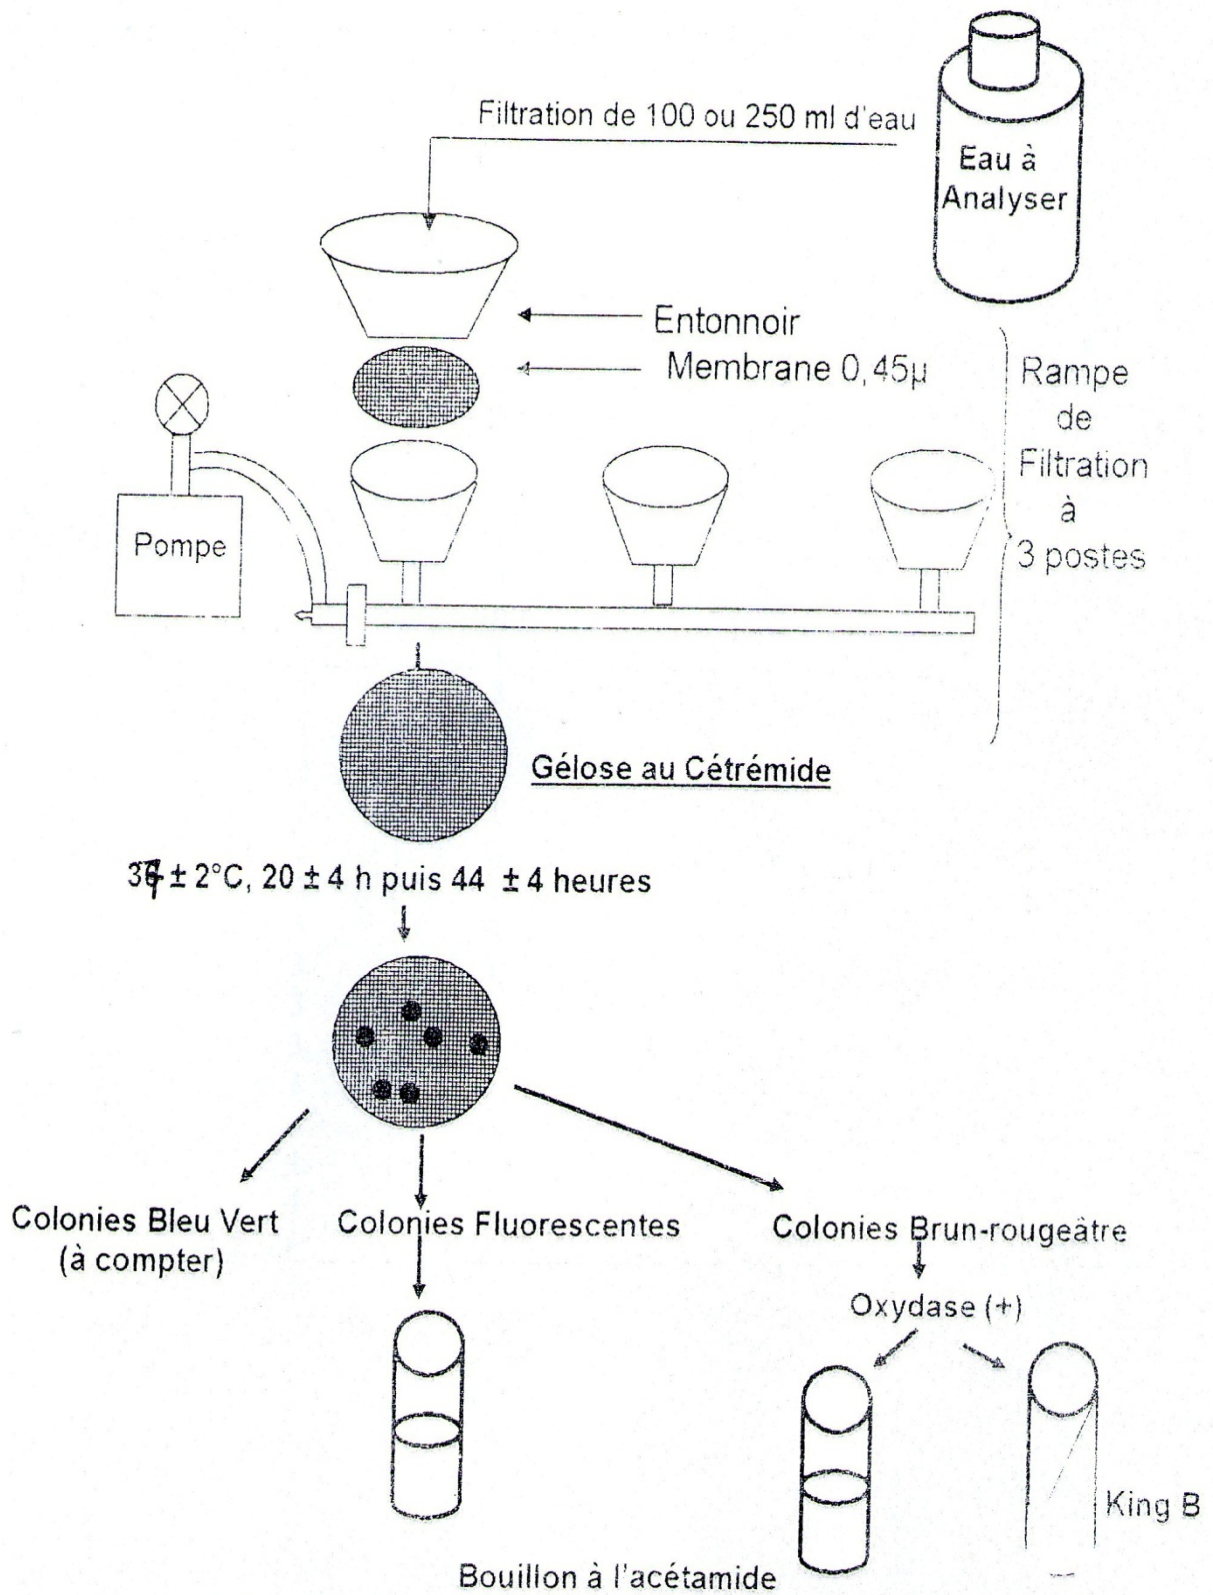 Filtration de 100 ou 250 ml d'eau
Eau à
Analyser
Entonnoir
Membrane 0,45µ
Rampe
de
Filtration
à
3 postes
Pompe
Gélose au Cétrémide
37 ± 2°C, 20 ± 4 h puis 44 ± 4 heures
Colonies Bleu Vert
(à compter)
Colonies Fluorescentes
Colonies Brun-rougeâtre
Oxydase (+)
King B
Bouillon à l'acétamide